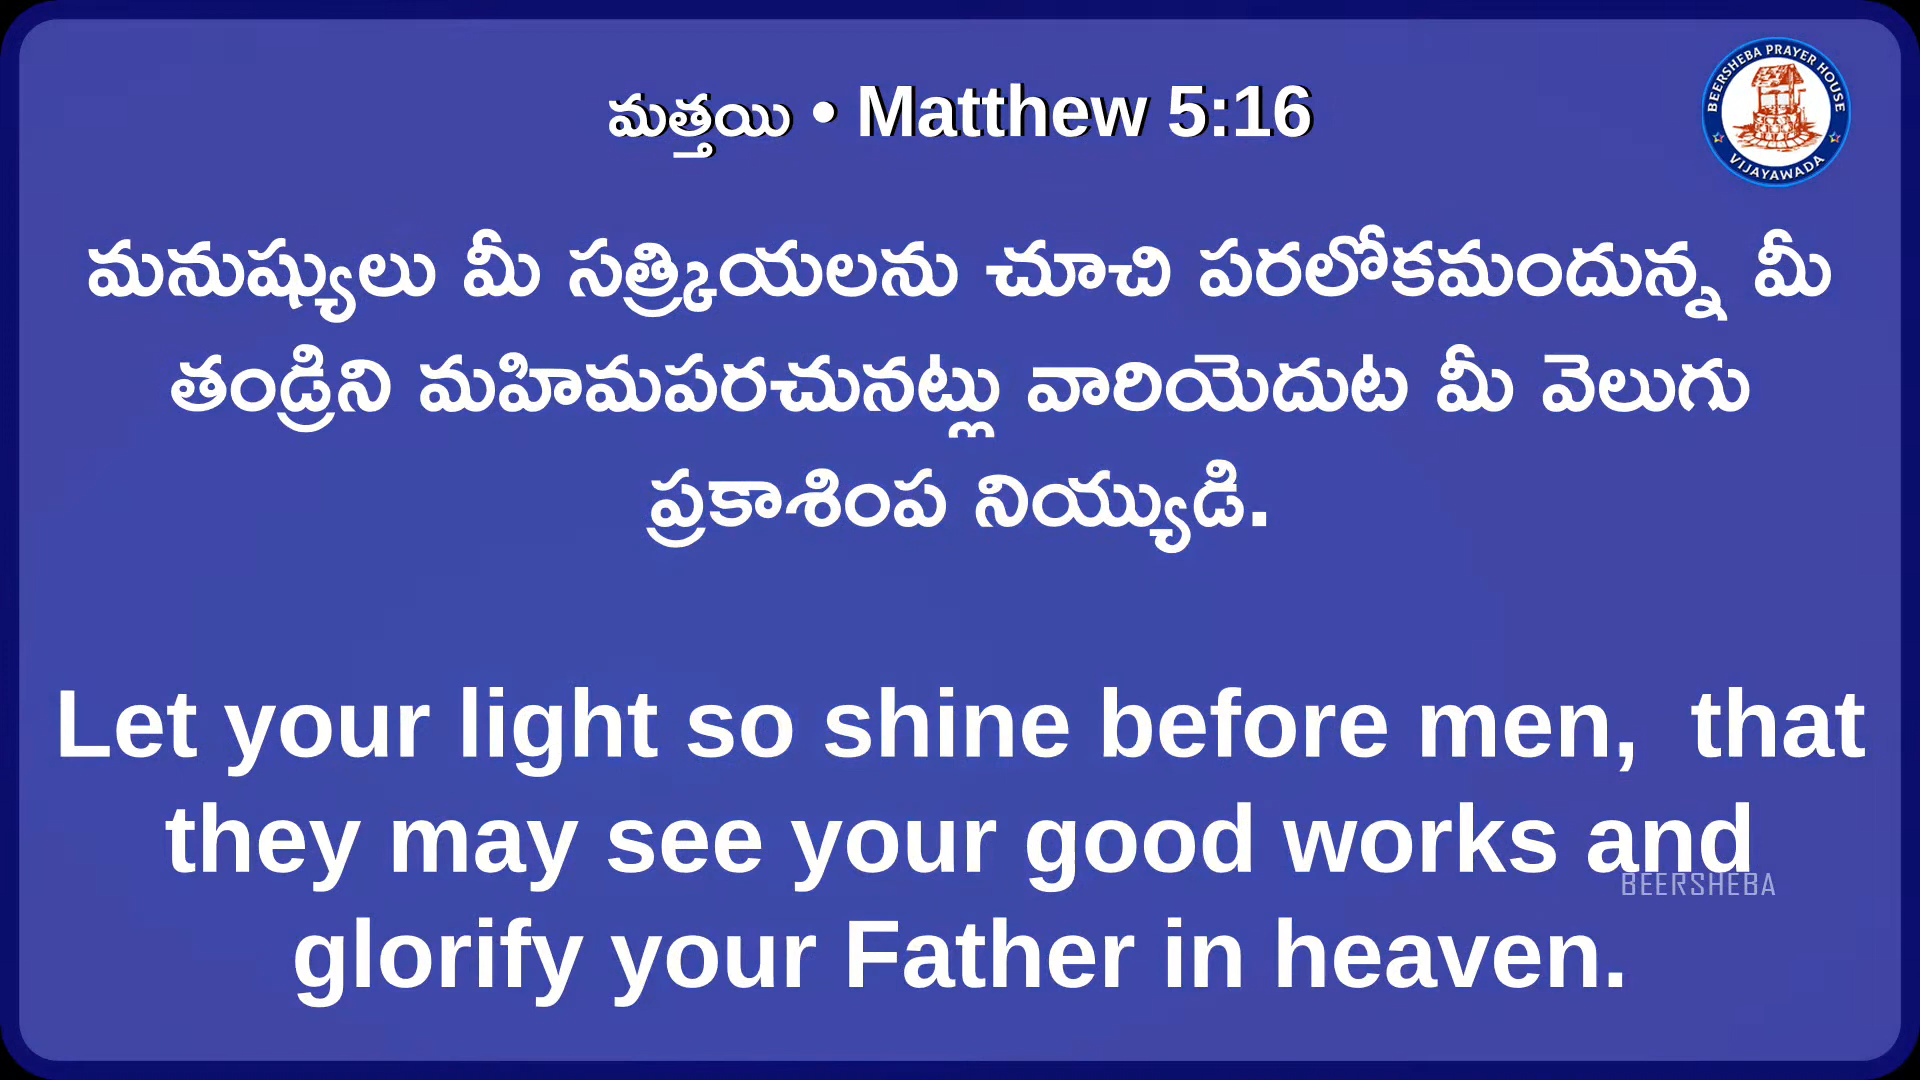 మత్తయి • Matthew 5:16
BEERSHEBA PRAYER HOUSE
VIJAYAWADA
మనుష్యులు మీ సత్క్రియలను చూచి పరలోకమందున్న మీ
తండ్రిని మహిమపరచునట్లు వారియెదుట మీ వెలుగు
ప్రకాశింప నియ్యుడి.
Let your light so shine before men,  that
they may see your good works and
BEERSHEBA
glorify your Father in heaven.